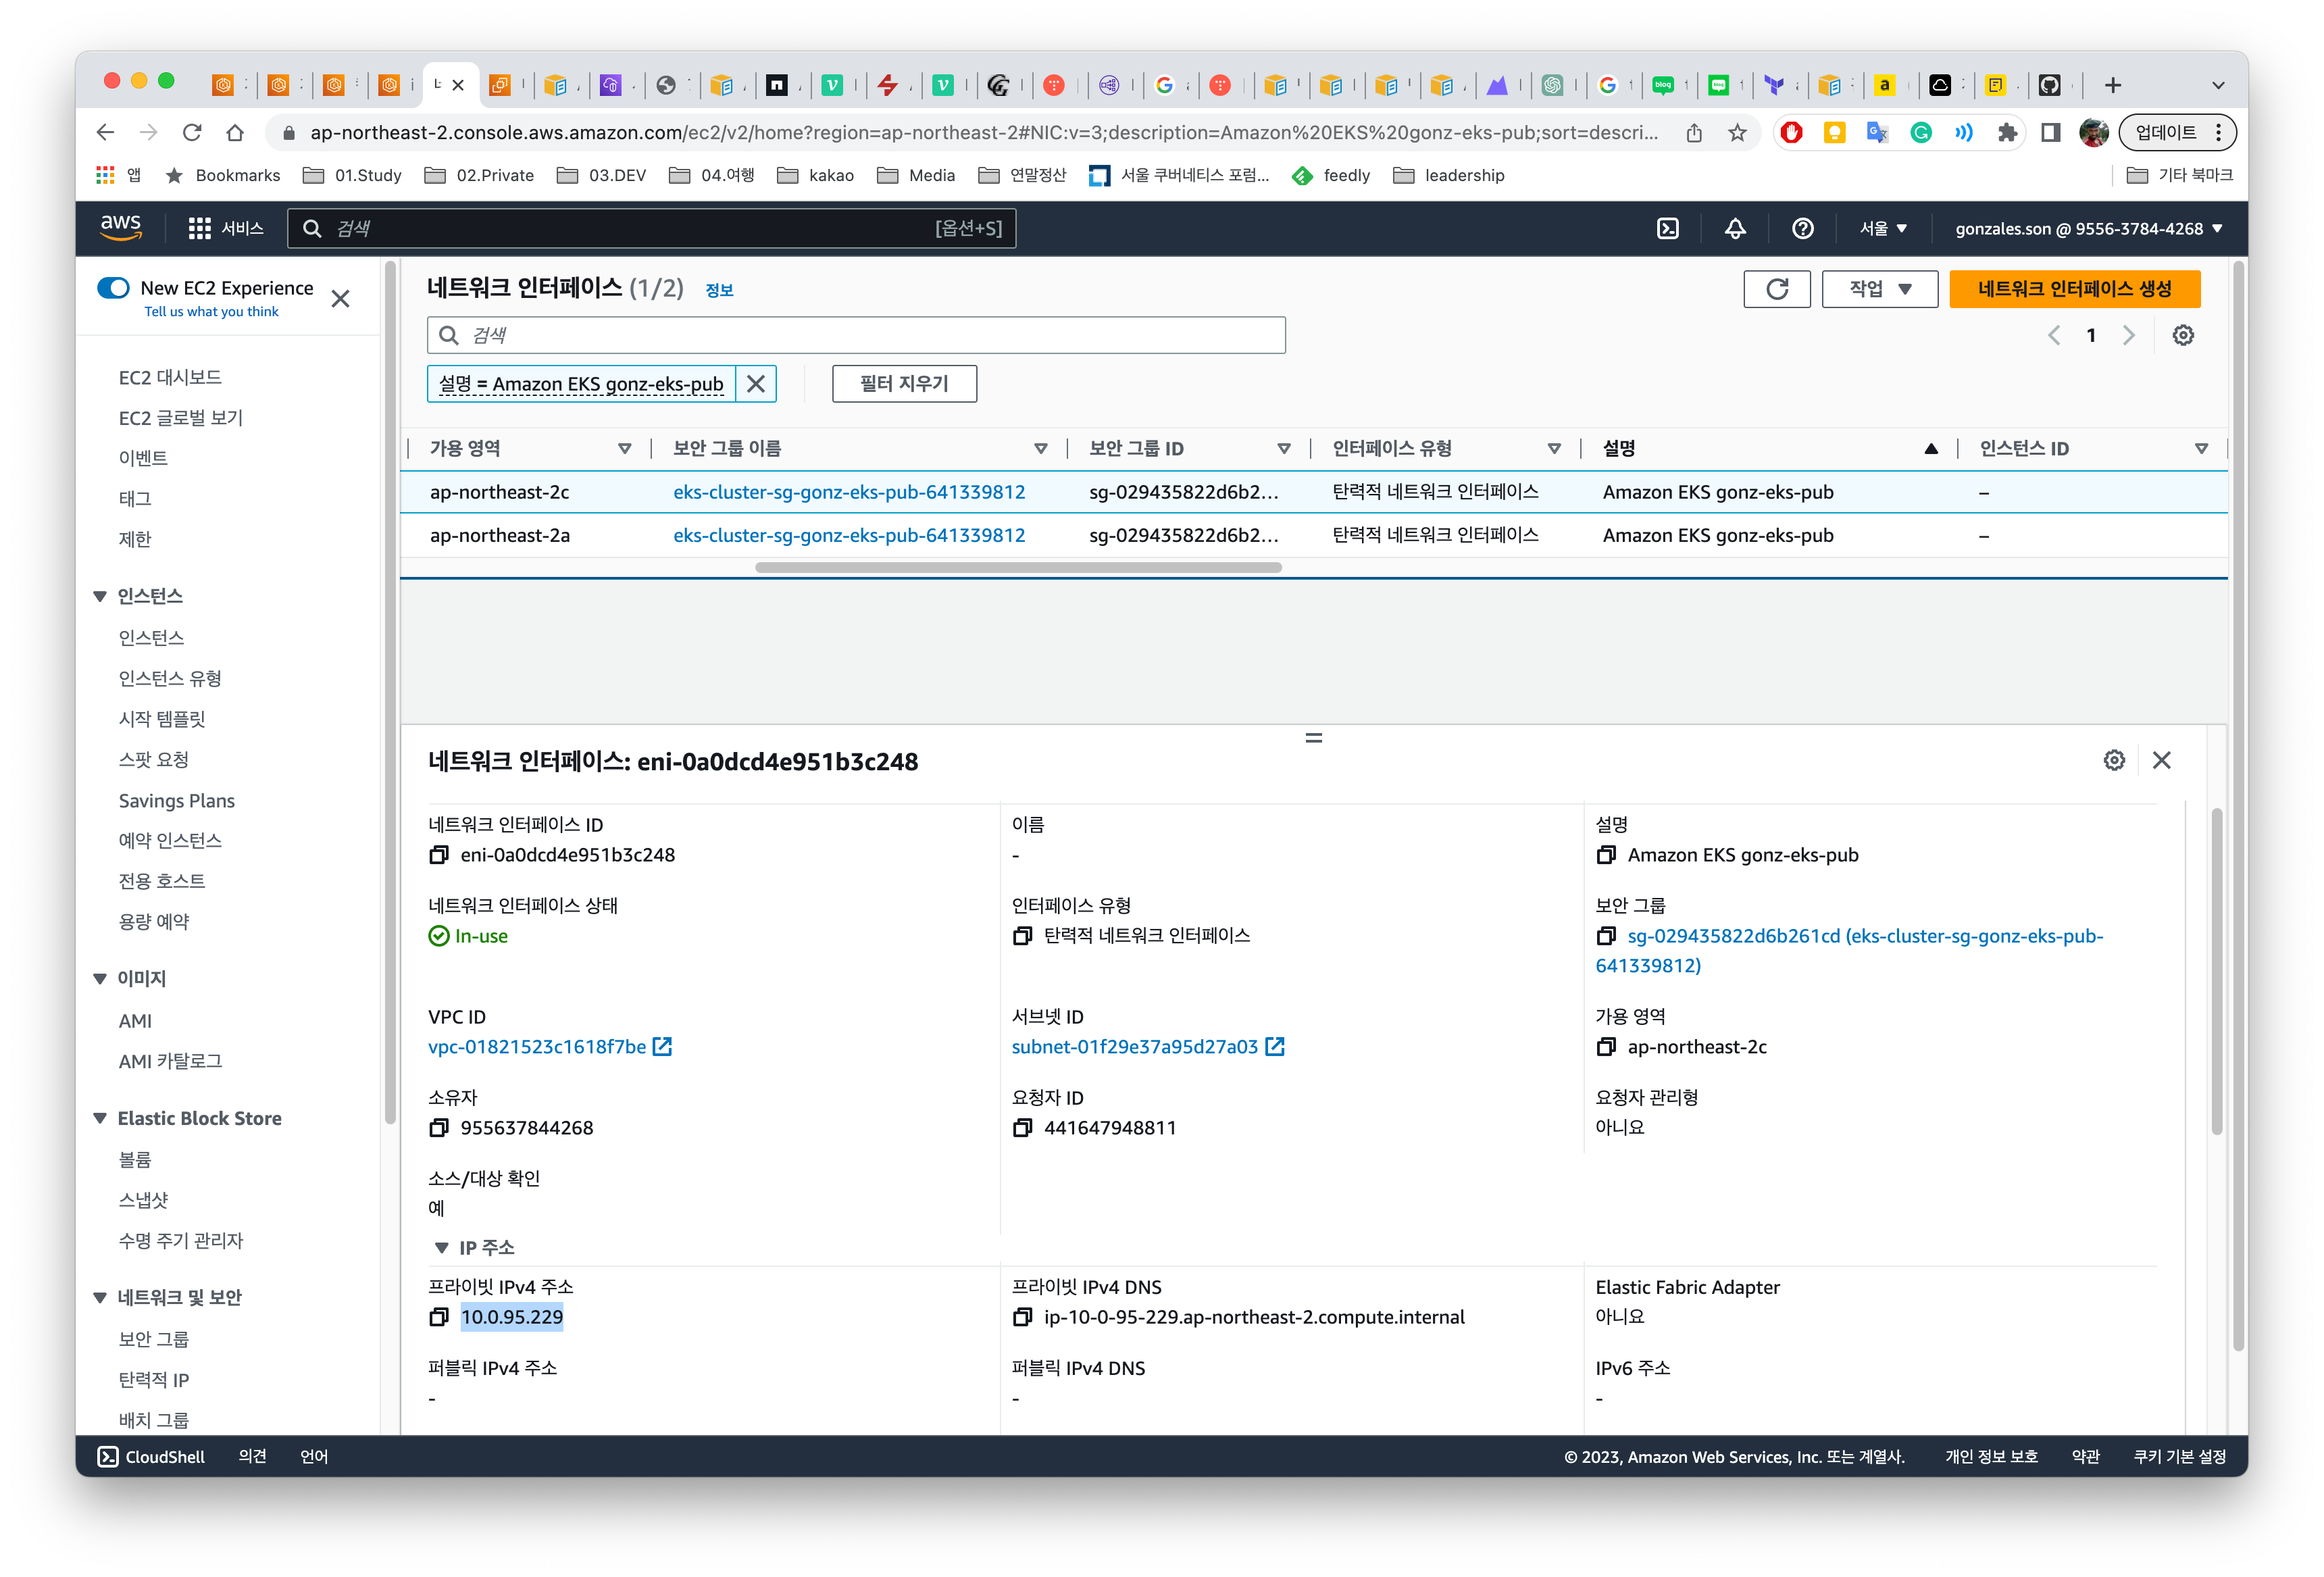 ap-northeast-2.console.aws.amazon.com/ec2/v2/home?region=ap-northeast-2#NIC:v=3;description=Amazon%20EKS%20gonz-eks-pub;sort=descri...
업데이트
앱
Bookmarks
01.Study
02.Private
03.DEV
04.여행
kakao
Media
연말정산
서울 쿠버네티스 포럼...
feedly
leadership
기타 북마크
aws
서비스
검색
[옵션+S]
서울
gonzales.son @ 9556-3784-4268
New EC2 Experience
Tell us what you think
EC2 대시보드
EC2 글로벌 보기
이벤트
태그
제한
인스턴스
인스턴스
인스턴스 유형
시작 템플릿
스팟 요청
Savings Plans
예약 인스턴스
전용 호스트
용량 예약
이미지
AMI
AMI 카탈로그
Elastic Block Store
볼륨
스냅샷
수명 주기 관리자
네트워크 및 보안
보안 그룹
탄력적 IP
배치 그룹
네트워크 인터페이스 (1/2) 정보
작업
네트워크 인터페이스 생성
검색
1
설명 = Amazon EKS gonz-eks-pub
필터 지우기
가용 영역 보안 그룹 이름 보안 그룹 ID 인터페이스 유형 설명 인스턴스 ID
ap-northeast-2c eks-cluster-sg-gonz-eks-pub-641339812 sg-029435822d6b2... 탄력적 네트워크 인터페이스 Amazon EKS gonz-eks-pub –
ap-northeast-2a eks-cluster-sg-gonz-eks-pub-641339812 sg-029435822d6b2... 탄력적 네트워크 인터페이스 Amazon EKS gonz-eks-pub –
네트워크 인터페이스: eni-0a0dcd4e951b3c248
네트워크 인터페이스 ID
eni-0a0dcd4e951b3c248
이름
-
설명
Amazon EKS gonz-eks-pub
네트워크 인터페이스 상태
In-use
인터페이스 유형
탄력적 네트워크 인터페이스
보안 그룹
sg-029435822d6b261cd (eks-cluster-sg-gonz-eks-pub-
641339812)
VPC ID
vpc-01821523c1618f7be
서브넷 ID
subnet-01f29e37a95d27a03
가용 영역
ap-northeast-2c
소유자
955637844268
요청자 ID
441647948811
요청자 관리형
아니요
소스/대상 확인
예
IP 주소
프라이빗 IPv4 주소
10.0.95.229
프라이빗 IPv4 DNS
ip-10-0-95-229.ap-northeast-2.compute.internal
Elastic Fabric Adapter
아니요
퍼블릭 IPv4 주소
-
퍼블릭 IPv4 DNS
-
IPv6 주소
-
CloudShell
의견
언어
© 2023, Amazon Web Services, Inc. 또는 계열사.
개인 정보 보호
약관
쿠키 기본 설정